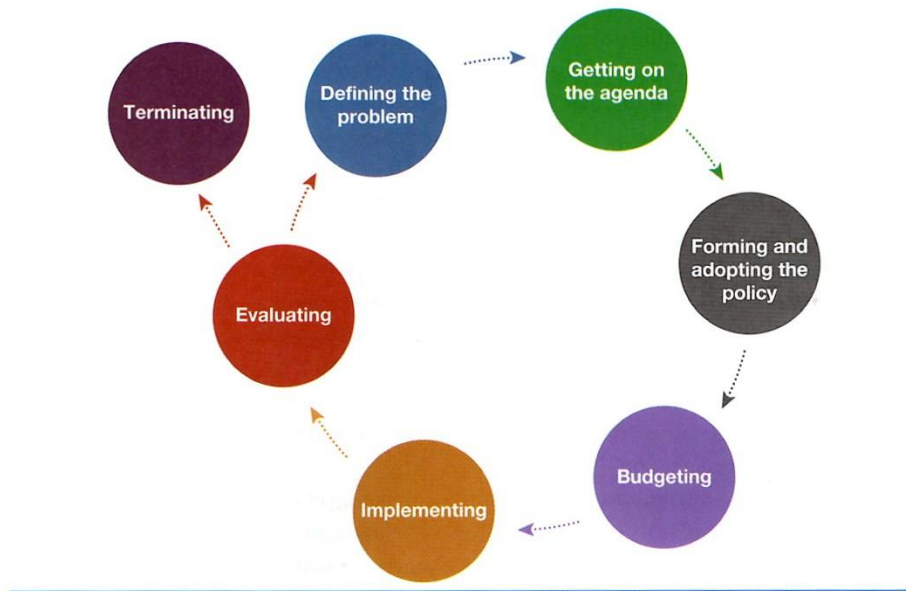 Defining the
problem
Getting on
the agenda
Forming and
adopting the
policy
Budgeting
Implementing
Evaluating
Terminating